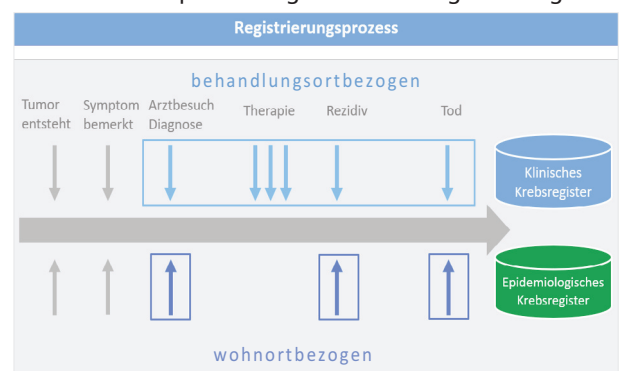 Registrierungsprozess
behandlungsortbezogen
Tumor entsteht
Symptom bemerkt
Arztbesuch Diagnose
Therapie
Rezidiv
Tod
Klinisches
Krebsregister
Epidemiologisches
Krebsregister
wohnortbezogen